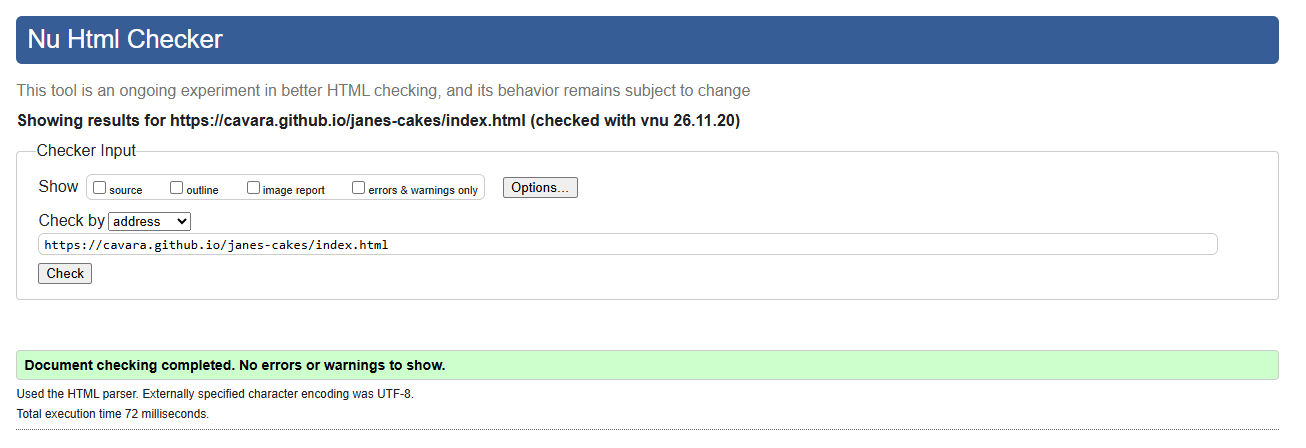 Nu Html Checker
This tool is an ongoing experiment in better HTML checking, and its behavior remains subject to change
Showing results for https://cavara.github.io/janes-cakes/index.html (checked with vnu 26.11.20)
Checker Input
Show source outline image report errors & warnings only Options...
Check by address
https://cavara.github.io/janes-cakes/index.html
Check
Document checking completed. No errors or warnings to show.
Used the HTML parser. Externally specified character encoding was UTF-8.
Total execution time 72 milliseconds.